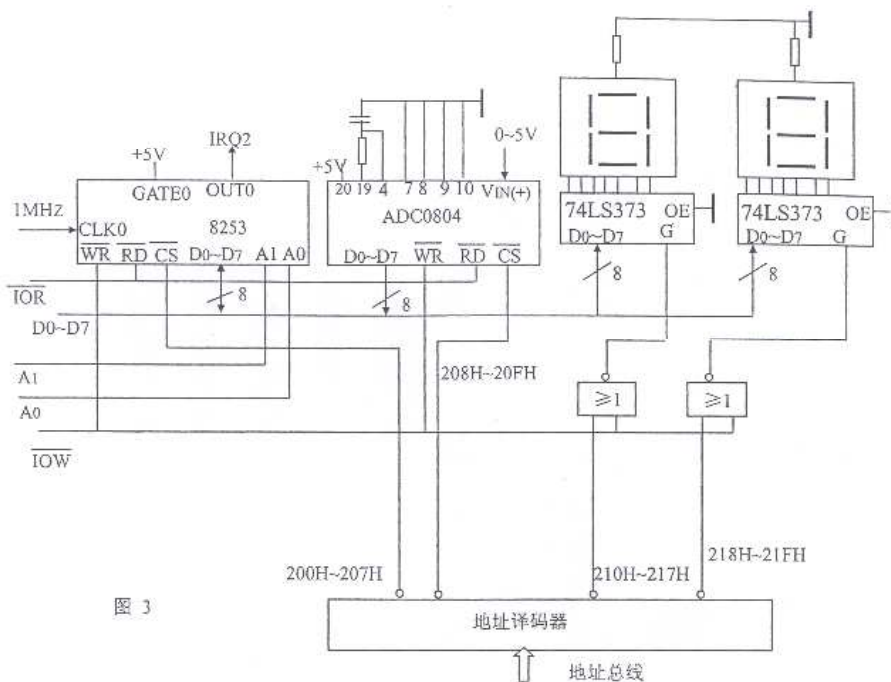 IRQ2
0~5V
+5V
+5V
20 19 4 7 8 9 10
GATE0 OUT0
VIN(+)
1MHZ
CLK0
8253
ADC0804
74LS373 OE
D0~D7 G
74LS373 OE
D0~D7 G
WR RD CS D0~D7 A1 A0
D0~D7 WR RD CS
8
8
8
8
IOR
D0~D7
208H~20FH
A1
A0
≥1
≥1
IOW
200H~207H
210H~217H
218H~21FH
图 3
地址译码器
地址总线